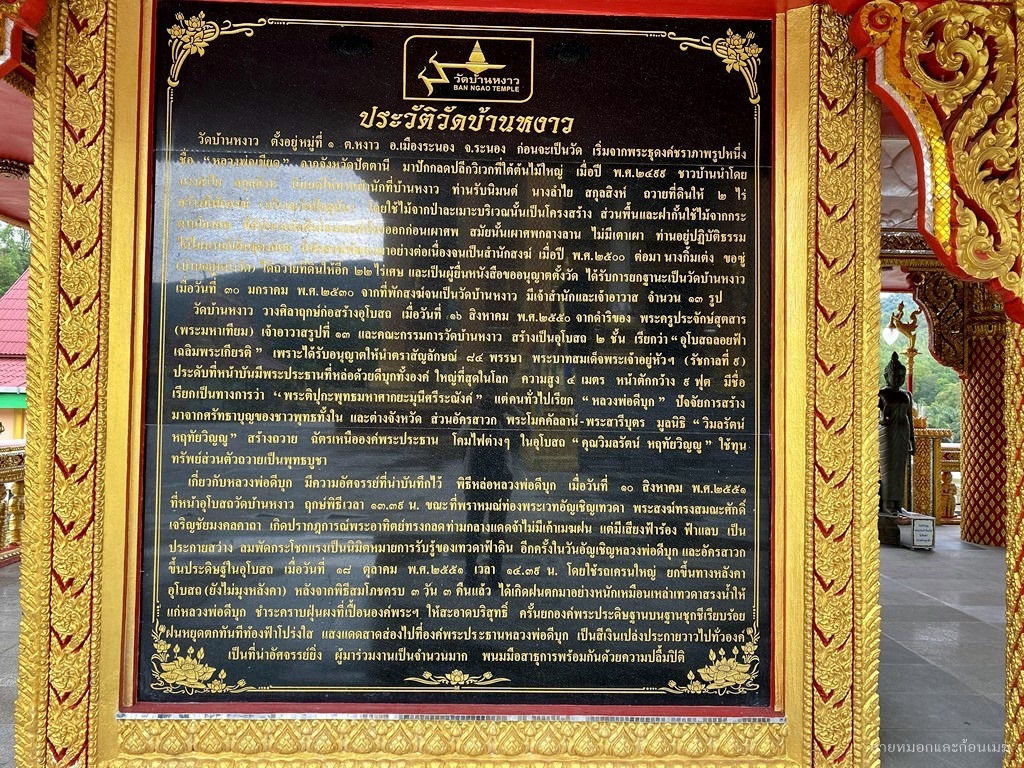 วัดบ้านหงาว
BAN NGAO TEMPLE
ประวัติวัดบ้านหงาว
วัดบ้านหงาว ตั้งอยู่หมู่ที่ ๑ ต.หงาว อ.เมืองระนอง จ.ระนอง ก่อนจะเป็นวัด เริ่มจากพระธุดงค์ชราภาพรูปหนึ่ง
ชื่อ "หลวงพ่อเขียด" จากจังหวัดปัตตานี มาปักกลดปลีกวิเวกที่ใต้ต้นไม้ใหญ่ เมื่อปี พ.ศ.๒๔๙๙ ชาวบ้านนำโดย
สกุลสิงห์ ที่บ้านหงาว ท่านรับนิมนต์ นางลำไย สกุลสิงห์ ถวายที่ดินให้ ๒ ไร่
โดยใช้ไม้จากป่าละเมาะบริเวณนั้นเป็นโครงสร้าง ส่วนพื้นและฝากั้นใช้ไม้จากกระ
ออกก่อนเผาศพ สมัยนั้นเผาศพกลางลาน ไม่มีเตาเผา ท่านอยู่ปฏิบัติธรรม
อย่างต่อเนื่องจนเป็นสำนักสงฆ์ เมื่อปี พ.ศ.๒๕๐๐ ต่อมา นางกิ้มเต่ง ขอซู่
ได้ถวายที่ดินให้อีก ๒๒ ไร่เศษ และเป็นผู้ยื่นหนังสือขออนุญาตตั้งวัด ได้รับการยกฐานะเป็นวัดบ้านหงาว
เมื่อวันที่ ๓๐ มกราคม พ.ศ.๒๕๓๐ จากที่พักสงฆ์จนเป็นวัดบ้านหงาว มีเจ้าสำนักและเจ้าอาวาส จำนวน ๑๓ รูป
วัดบ้านหงาว วางศิลาฤกษ์ก่อสร้างอุโบสถ เมื่อวันที่ ๑๖ สิงหาคม พ.ศ.๒๕๕๐ จากดำริของ พระครูประจักษ์สุตสาร
(พระมหาเทียม) เจ้าอาวาสรูปที่ ๑๓ และคณะกรรมการวัดบ้านหงาว สร้างเป็นอุโบสถ ๒ ชั้น เรียกว่า "อุโบสถลอยฟ้า
เฉลิมพระเกียรติ" เพราะได้รับอนุญาตให้นำตราสัญลักษณ์ ๘๔ พรรษา พระบาทสมเด็จพระเจ้าอยู่หัวฯ (รัชกาลที่ ๙)
ประดับที่หน้าบันมีพระประธานที่หล่อด้วยดีบุกทั้งองค์ ใหญ่ที่สุดในโลก ความสูง ๔ เมตร หน้าตักกว้าง ๙ ฟุต มีชื่อ
เรียกเป็นทางการว่า "พระติปุกะพุทธมหาศากยะมุนีศรีระณังค์" แต่คนทั่วไปเรียก "หลวงพ่อดีบุก" ปัจจัยการสร้าง
มาจากศรัทธาบุญของชาวพุทธทั้งใน และต่างจังหวัด ส่วนอัครสาวก พระโมคคัลลาน์-พระสารีบุตร มูลนิธิ "วิมลรัตน์
หฤทัยวิญญู" สร้างถวาย ฉัตรเหนือองค์พระประธาน โคมไฟต่างๆ ในอุโบสถ "คุณวิมลรัตน์ หฤทัยวิญญู" ใช้ทุน
ทรัพย์ส่วนตัวถวายเป็นพุทธบูชา
เกี่ยวกับหลวงพ่อดีบุก มีความอัศจรรย์ที่น่าบันทึกไว้ พิธีหล่อหลวงพ่อดีบุก เมื่อวันที่ ๑๐ สิงหาคม พ.ศ.๒๕๕๑
ที่หน้าอุโบสถวัดบ้านหงาว ฤกษ์พิธีเวลา ๑๓.๓๙ น. ขณะที่พราหมณ์ท่องพระเวทอัญเชิญเทวดา พระสงฆ์ทรงสมณะศักดิ์
เจริญชัยมงคลคาถา เกิดปรากฏการณ์พระอาทิตย์ทรงกลดท่ามกลางแดดจ้าไม่มีเค้าเมฆฝน แต่มีเสียงฟ้าร้อง ฟ้าแลบ เป็น
ประกายสว่าง ลมพัดกระโชกแรงเป็นนิมิตหมายการรับรู้ของเทวดาฟ้าดิน อีกครั้งในวันอัญเชิญหลวงพ่อดีบุก และอัครสาวก
ขึ้นประดิษฐ์ในอุโบสถ เมื่อวันที่ ๑๘ ตุลาคม พ.ศ.๒๕๕๑ เวลา ๑๔.๓๙ น. โดยใช้รถเครนใหญ่ ยกขึ้นทางหลังคา
อุโบสถ (ยังไม่มุงหลังคา) หลังจากพิธีสมโภชครบ ๓ วัน ๓ คืนแล้ว ได้เกิดฝนตกมาอย่างหนักเหมือนเหล่าเทวดาสรงน้ำให้
แก่หลวงพ่อดีบุก ชำระคราบฝุ่นผงที่เปื้อนองค์พระฯ ให้สะอาดบริสุทธิ์ ครั้นยกองค์พระประดิษฐานบนฐานชุกชีเรียบร้อย
ฝนหยุดตกทันทีท้องฟ้าโปร่งใส แสงแดดสาดส่องไปที่องค์พระประธานหลวงพ่อดีบุก เป็นสีเงินเปล่งประกายวาวไปทั่วองค์
เป็นที่น่าอัศจรรย์ยิ่ง ผู้มาร่วมงานเป็นจำนวนมาก พนมมือสาธุการพร้อมกันด้วยความปลื้มปิติ
สายหมอกและก้อนเมฆ